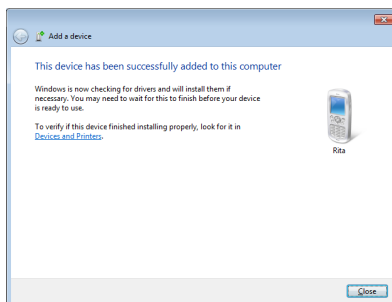 Add a device
This device has been successfully added to this computer
Windows is now checking for drivers and will install them if
necessary. You may need to wait for this to finish before your device
is ready to use.
To verify if this device finished installing properly, look for it in
Devices and Printers.
Rita
Close